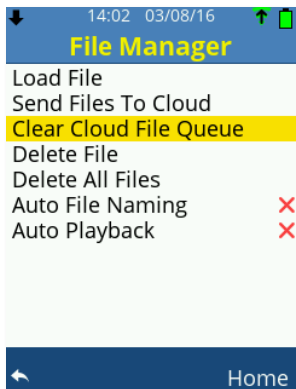 14:02 03/08/16
File Manager
Load File
Send Files To Cloud
Clear Cloud File Queue
Delete File
Delete All Files
Auto File Naming
Auto Playback
Home